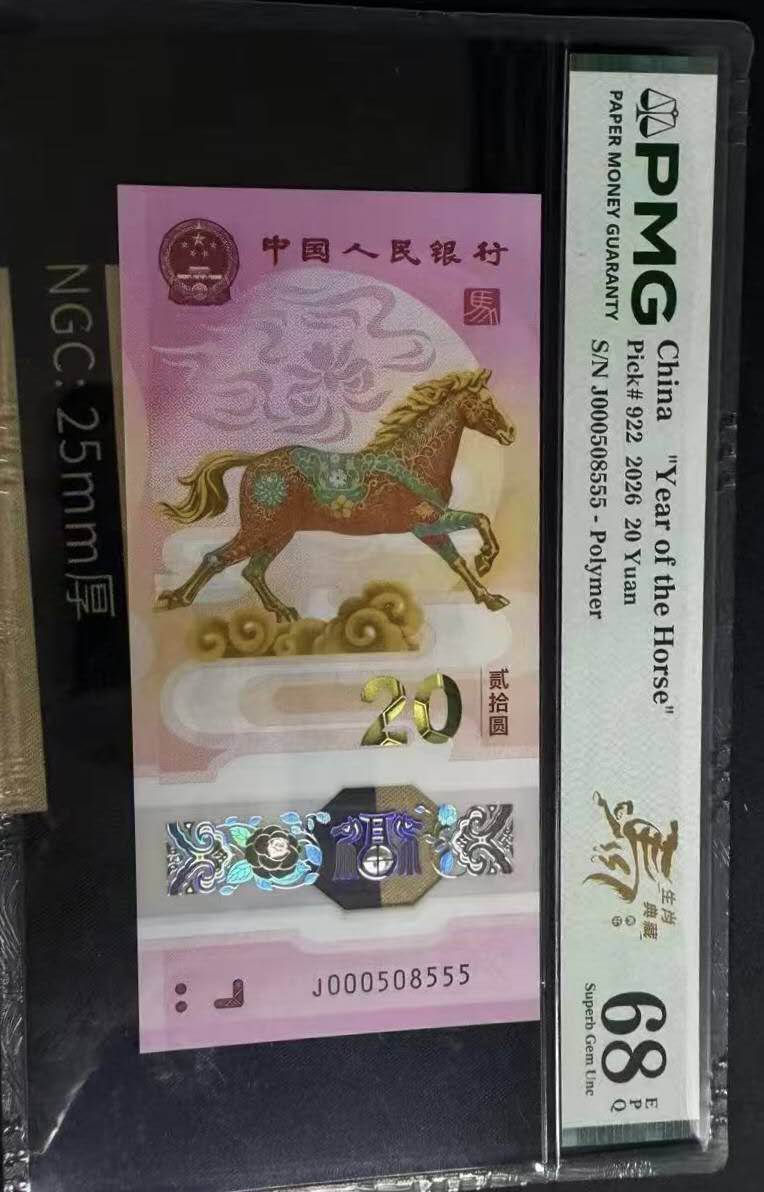 PMG
PAPER MONEY GUARANTY
China "Year of the Horse"
Pick# 922 2026 20 Yuan
S/N J000508555 - Polymer
生肖
典藏
68
EPQ
Superb Gem Unc
中国人民银行
馬
20
贰拾圆
J000508555
NGC: 25mm厚